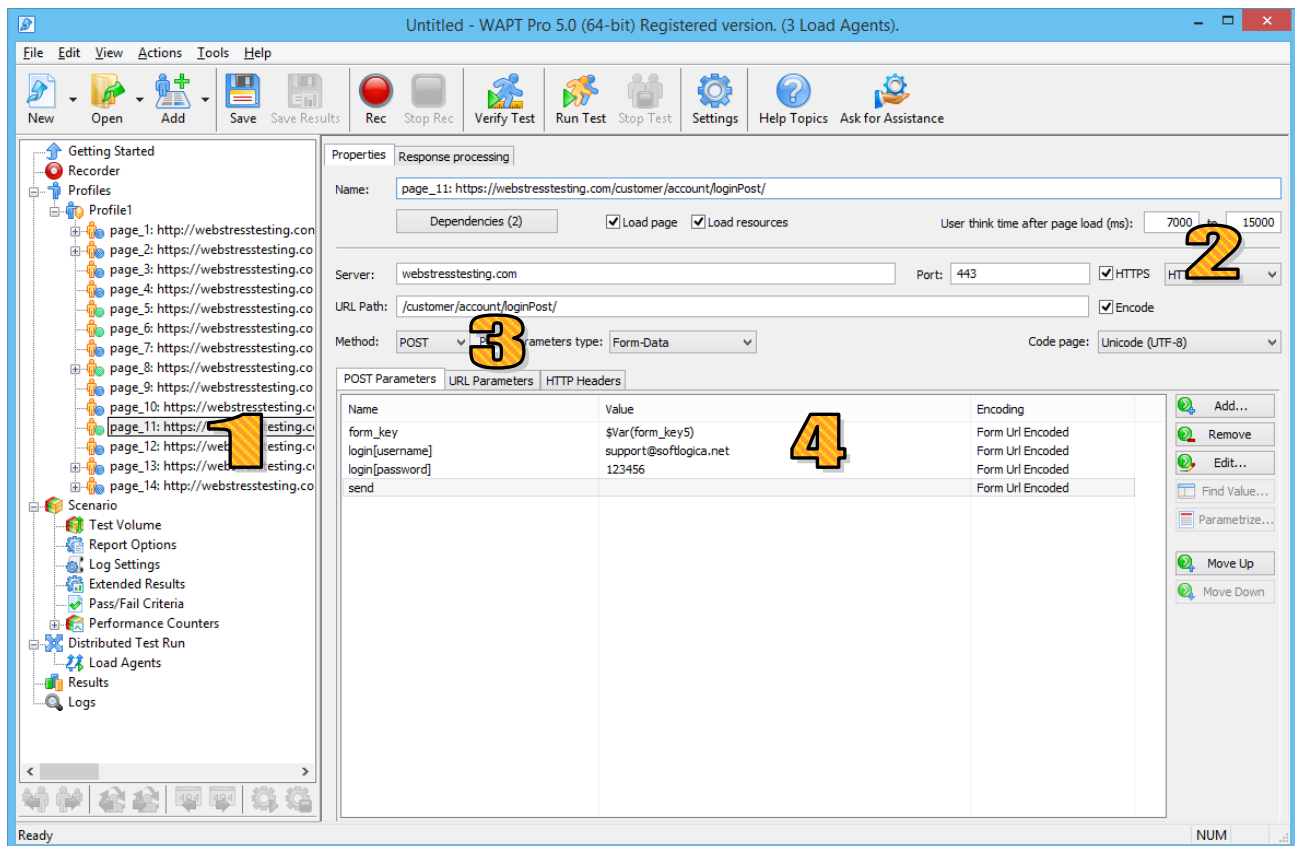 Untitled - WAPT Pro 5.0 (64-bit) Registered version. (3 Load Agents).
File Edit View Actions Tools Help
New Open Add Save Save Results Rec Stop Rec Verify Test Run Test Stop Test Settings Help Topics Ask for Assistance
Getting Started
Recorder
Profiles
Profile1
page_1: http://webstresstesting.con
page_2: https://webstresstesting.co
page_3: https://webstresstesting.co
page_4: https://webstresstesting.co
page_5: https://webstresstesting.co
page_6: https://webstresstesting.co
page_7: https://webstresstesting.co
page_8: https://webstresstesting.co
page_9: https://webstresstesting.co
page_10: https://webstresstesting.c
page_11: https: esting.c
page_12: https://we esting.c
page_13: https://web esting.c
page_14: http://webstresstesting.co
1
Scenario
Test Volume
Report Options
Log Settings
Extended Results
Pass/Fail Criteria
Performance Counters
Distributed Test Run
Load Agents
Results
Logs
Properties Response processing
Name: page_11: https://webstresstesting.com/customer/account/loginPost/
Dependencies (2) Load page Load resources User think time after page load (ms): 7000 to 15000
2
Server: webstresstesting.com Port: 443 HTTPS
URL Path: /customer/account/loginPost/ Encode
3
Method: POST rameters type: Form-Data Code page: Unicode (UTF-8)
POST Parameters URL Parameters HTTP Headers
Name Value Encoding
form_key $Var(form_key5) Form Url Encoded
login[username] support@softlogica.net Form Url Encoded
login[password] 123456 Form Url Encoded
send Form Url Encoded
4
Add...
Remove
Edit...
Find Value...
Parametrize...
Move Up
Move Down
Ready NUM